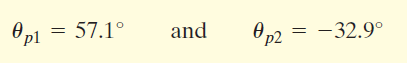 θp1 = 57.1° and θp2 = −32.9°